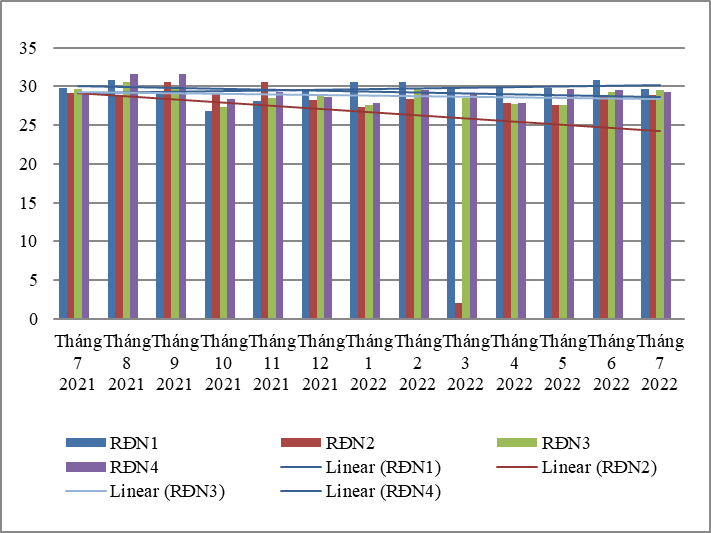 35
30
25
20
15
10
5
0
Tháng Tháng Tháng Tháng Tháng Tháng Tháng Tháng Tháng Tháng Tháng Tháng Tháng
7 8 9 10 11 12 1 2 3 4 5 6 7
2021 2021 2021 2021 2021 2021 2022 2022 2022 2022 2022 2022 2022
RĐN1 RĐN2 RĐN3
RĐN4 Linear (RĐN1) Linear (RĐN2)
Linear (RĐN3) Linear (RĐN4)